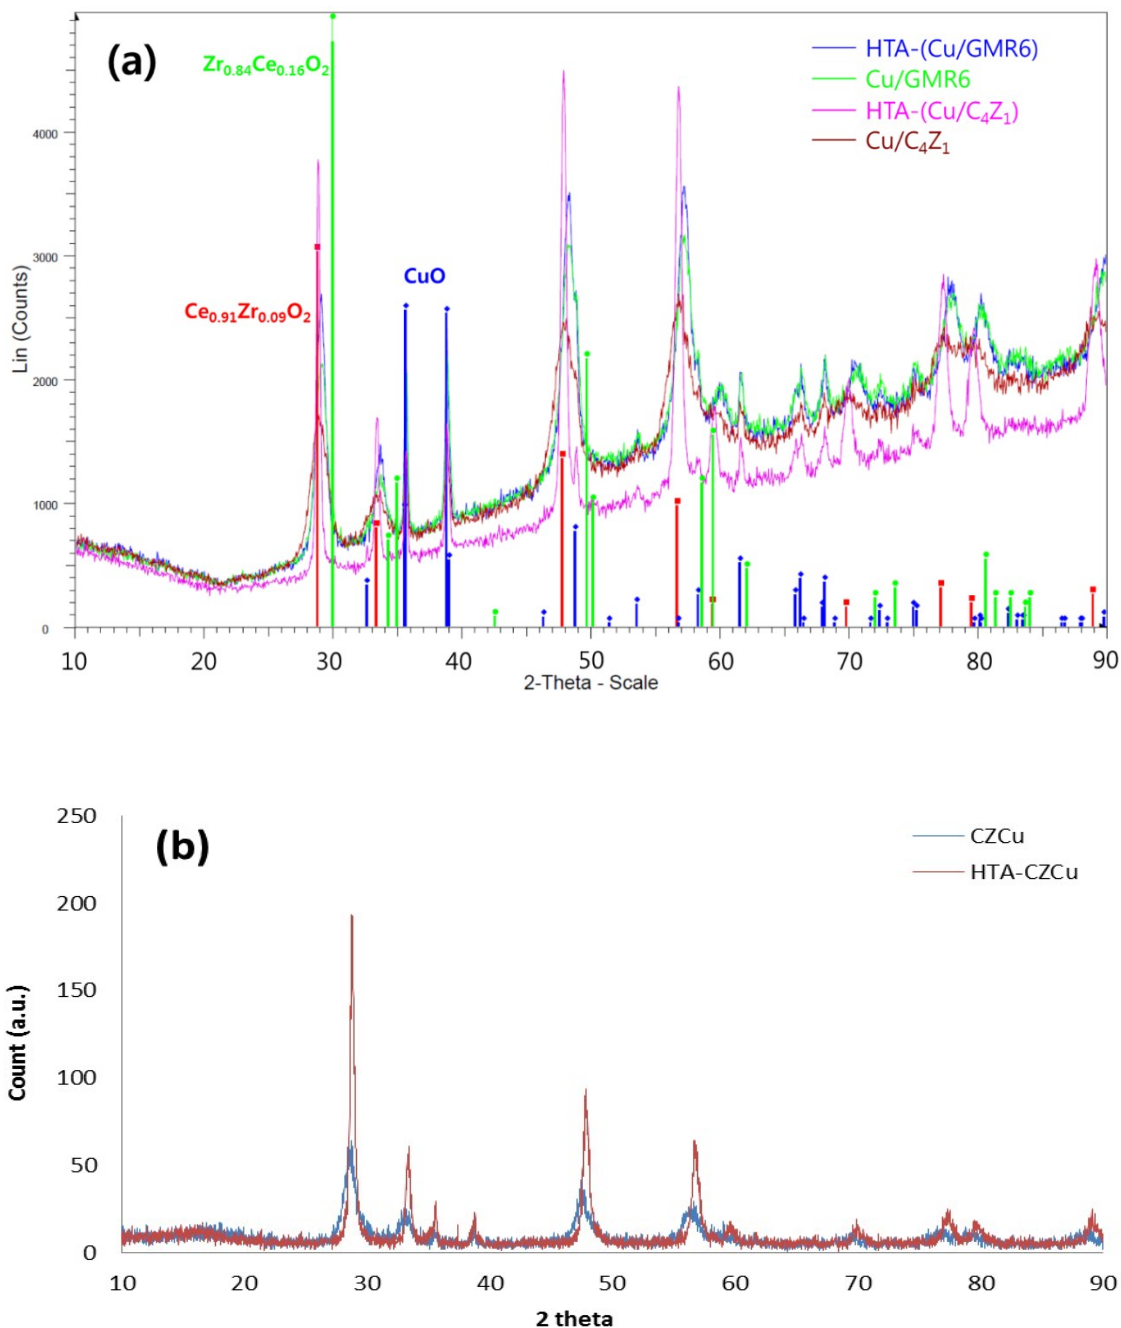 (a)
Zr0.84Ce0.16O2
HTA-(Cu/GMR6)
Cu/GMR6
HTA-(Cu/C4Z1)
Cu/C4Z1
CuO
Ce0.91Zr0.09O2
Lin (Counts)
4000
3000
2000
1000
0
10 20 30 40 50 60 70 80 90
2-Theta - Scale
(b)
CZCu
HTA-CZCu
Count (a.u.)
250
200
150
100
50
0
10 20 30 40 50 60 70 80 90
2 theta